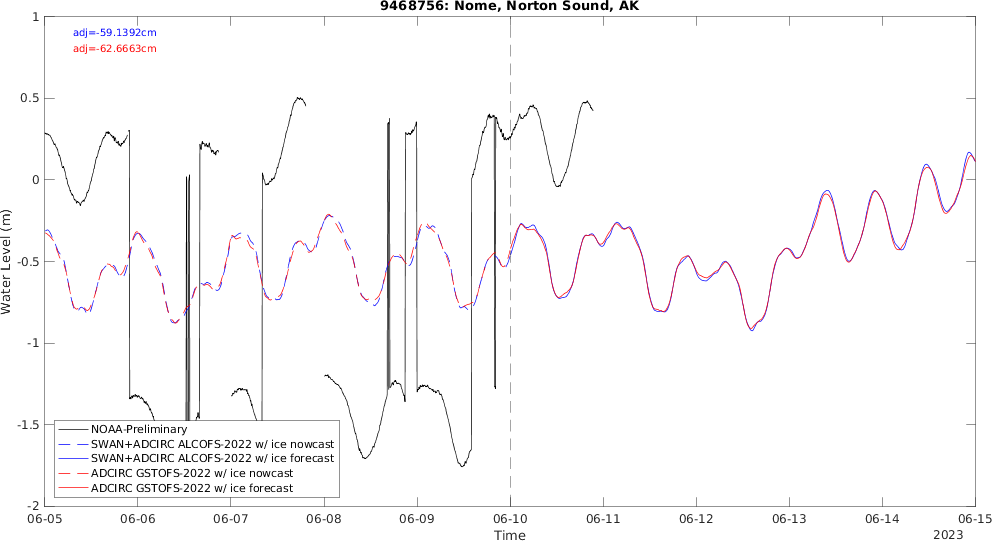 9468756: Nome, Norton Sound, AK
adj=-59.1392cm
adj=-62.6663cm
1
0.5
0
-0.5
-1
-1.5
-2
Water Level (m)
NOAA-Preliminary
SWAN+ADCIRC ALCOFS-2022 w/ ice nowcast
SWAN+ADCIRC ALCOFS-2022 w/ ice forecast
ADCIRC GSTOFS-2022 w/ ice nowcast
ADCIRC GSTOFS-2022 w/ ice forecast
06-05 06-06 06-07 06-08 06-09 06-10 06-11 06-12 06-13 06-14 06-15
Time
2023